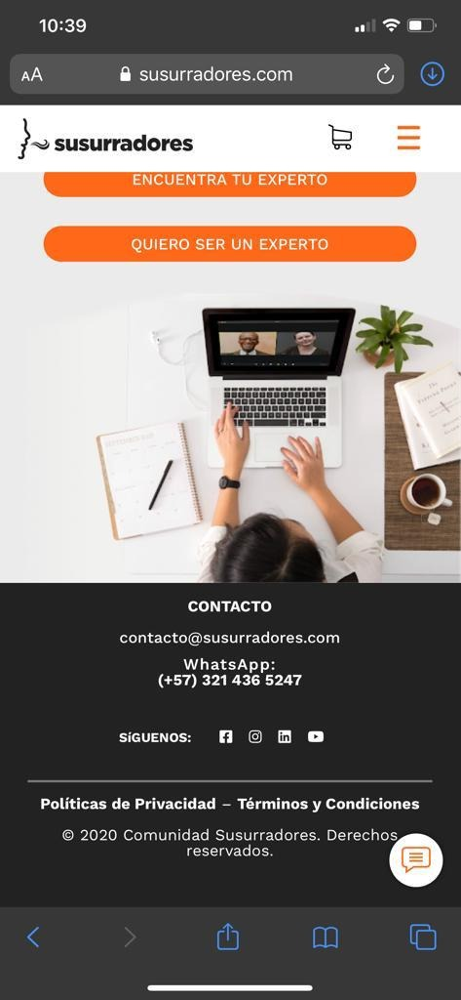 10:39
AA susurradores.com
susurradores
ENCUENTRA TU EXPERTO
QUIERO SER UN EXPERTO
CONTACTO
contacto@susurradores.com
WhatsApp:
(+57) 321 436 5247
SíGUENOS:
Políticas de Privacidad – Términos y Condiciones
© 2020 Comunidad Susurradores. Derechos
reservados.